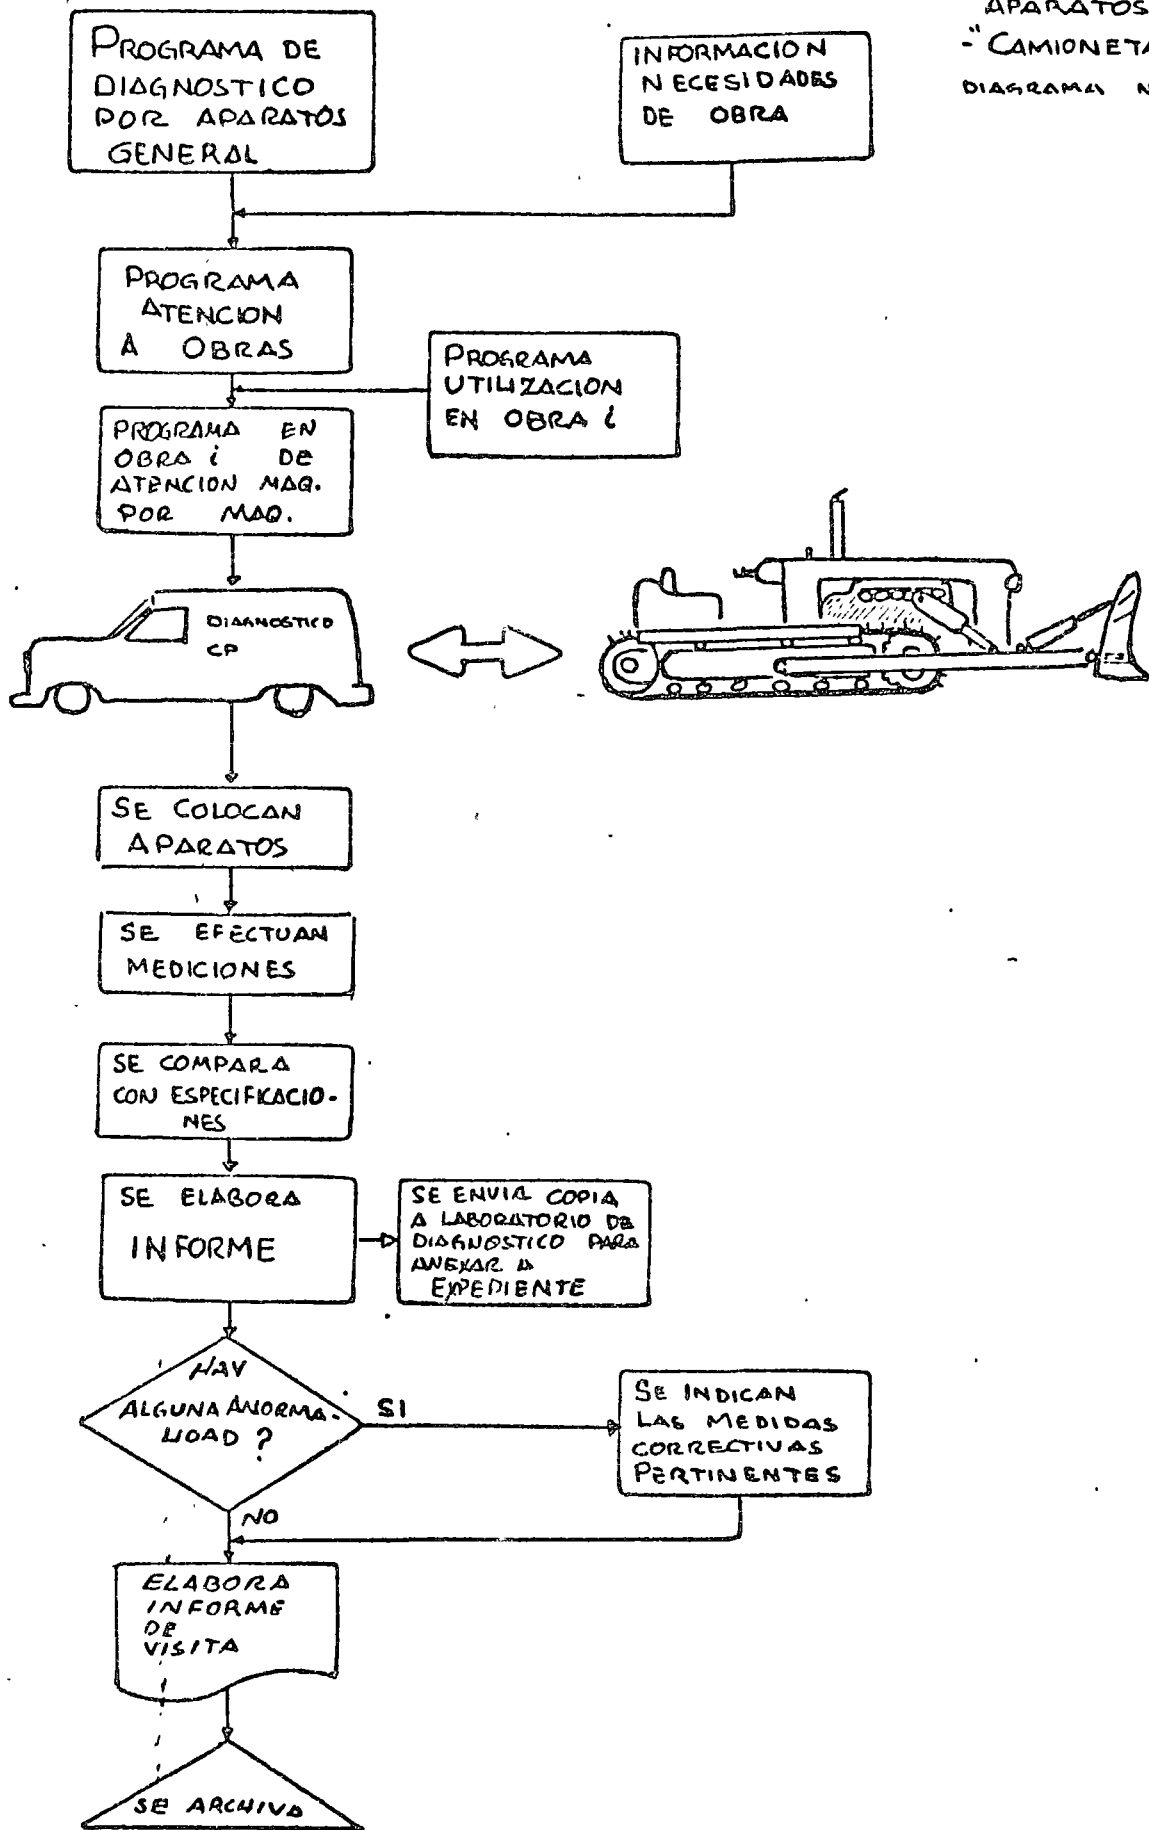 PROGRAMA DE
DIAGNOSTICO
POR APARATOS
GENERAL
INFORMACION
NECESIDADES
DE OBRA
APARATOS
-"CAMIONETA
DIAGRAMA N
PROGRAMA
ATENCION
A OBRAS
PROGRAMA
UTILIZACION
EN OBRA i
PROGRAMA EN
OBRA i DE
ATENCION MAQ.
POR MAQ.
DIAGNOSTICO
CP
SE COLOCAN
APARATOS
SE EFECTUAN
MEDICIONES
SE COMPARA
CON ESPECIFICACIO-
NES
SE ELABORA
INFORME
SE ENVIA COPIA
A LABORATORIO DE
DIAGNOSTICO PARA
ANEXAR A
EXPEDIENTE
HAY
ALGUNA ANORMA-
LIDAD ?
SI
SE INDICAN
LAS MEDIDAS
CORRECTIVAS
PERTINENTES
NO
ELABORA
INFORME
DE
VISITA
SE ARCHIVA